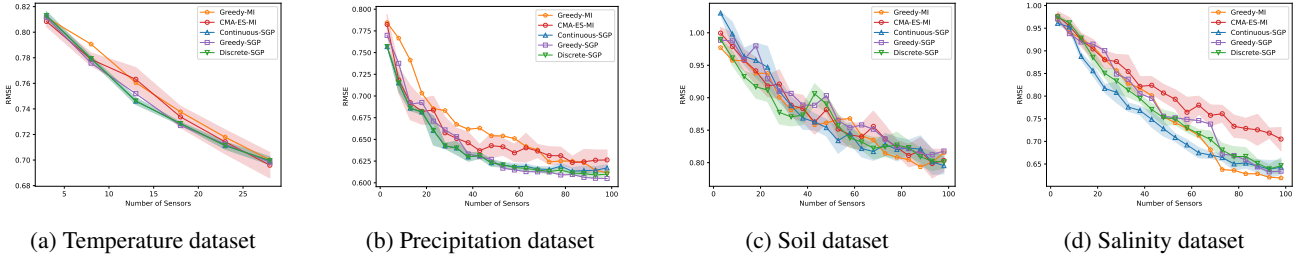 0.82
0.80
0.78
0.76
0.74
0.72
0.70
0.68
RMSE
5
10
15
20
25
Number of Sensors
Greedy-MI
CMA-ES-MI
Continuous-SGP
Greedy-SGP
Discrete-SGP
(a) Temperature dataset
0.800
0.775
0.750
0.725
0.700
0.675
0.650
0.625
0.600
RMSE
0
20
40
60
80
100
Number of Sensors
Greedy-MI
CMA-ES-MI
Continuous-SGP
Greedy-SGP
Discrete-SGP
(b) Precipitation dataset
1.00
0.95
0.90
0.85
0.80
RMSE
0
20
40
60
80
100
Number of Sensors
Greedy-MI
CMA-ES-MI
Continuous-SGP
Greedy-SGP
Discrete-SGP
(c) Soil dataset
1.00
0.95
0.90
0.85
0.80
0.75
0.70
0.65
RMSE
0
20
40
60
80
100
Number of Sensors
Greedy-MI
CMA-ES-MI
Continuous-SGP
Greedy-SGP
Discrete-SGP
(d) Salinity dataset